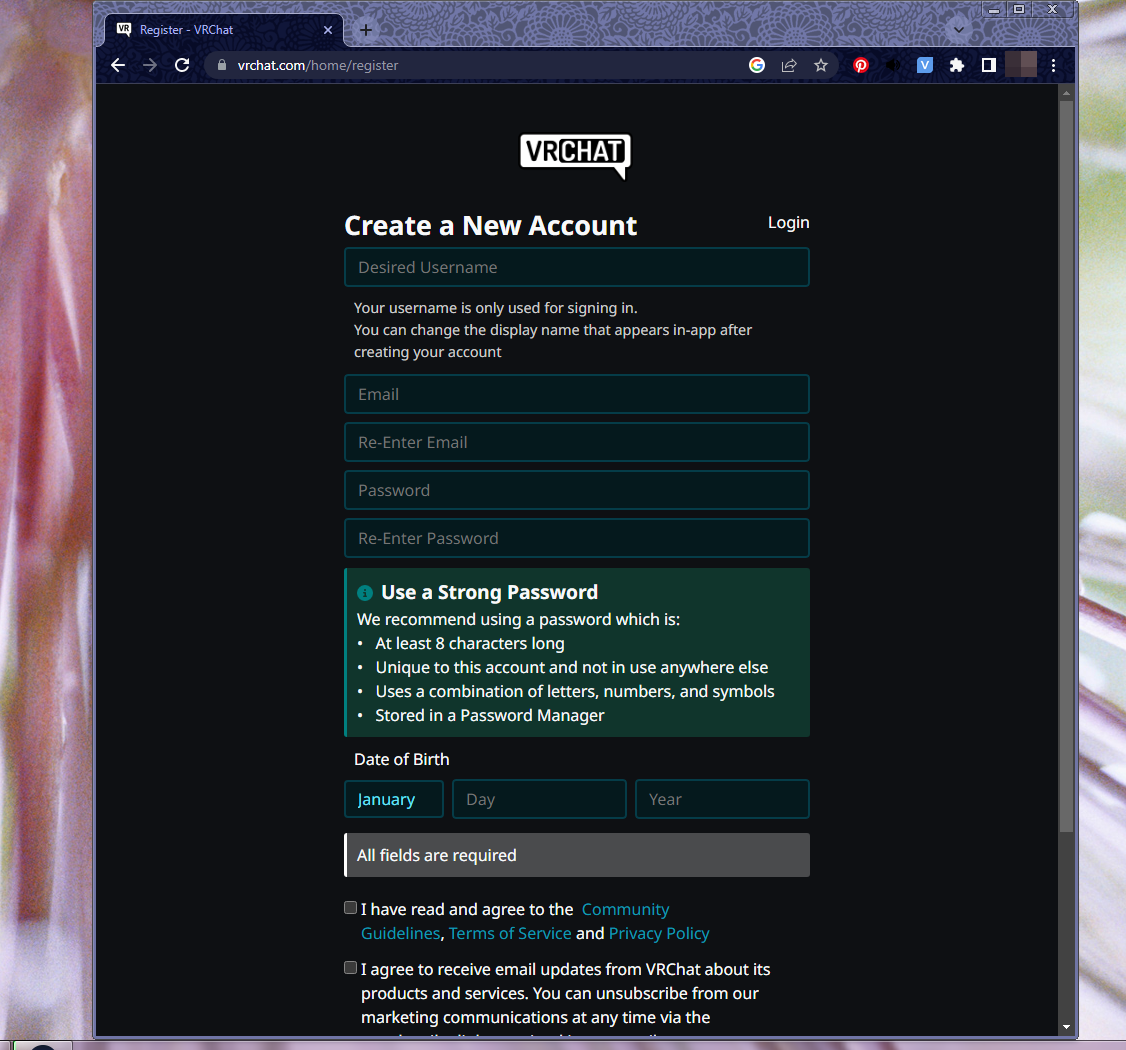 VR Register - VRChat
vrchat.com/home/register
V
VRCHAT
Create a New Account
Login
Desired Username
Your username is only used for signing in.
You can change the display name that appears in-app after
creating your account
Email
Re-Enter Email
Password
Re-Enter Password
Use a Strong Password
We recommend using a password which is:
• At least 8 characters long
• Unique to this account and not in use anywhere else
• Uses a combination of letters, numbers, and symbols
• Stored in a Password Manager
Date of Birth
January Day Year
All fields are required
I have read and agree to the Community
Guidelines, Terms of Service and Privacy Policy
I agree to receive email updates from VRChat about its
products and services. You can unsubscribe from our
marketing communications at any time via the